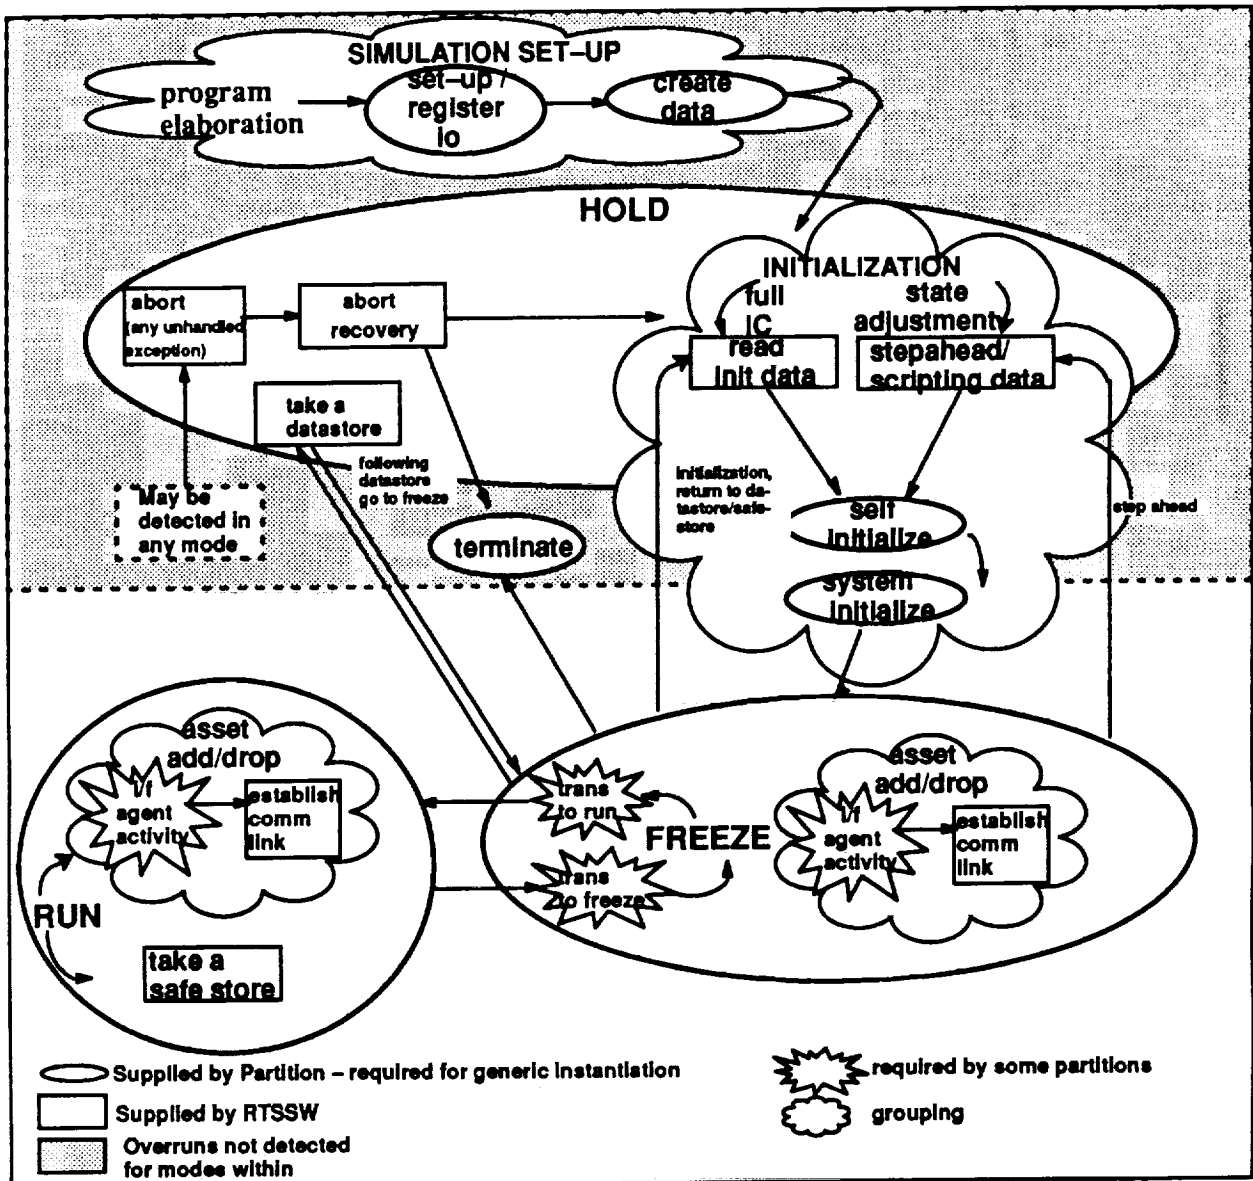 SIMULATION SET–UP
program
elaboration
set–up /
register
io
create
data
HOLD
INITIALIZATION
full
IC
state
adjustment
read
init data
stepahead/
scripting data
abort
(any unhandled
exception)
abort
recovery
take a
datastore
following
datastore
go to freeze
May be
detected in
any mode
terminate
initialization,
return to da-
tastore/safe-
store
self
initialize
system
initialize
step ahead
asset
add/drop
I/f
agent
activity
establish
comm
link
RUN
take a
safe store
trans
to run
FREEZE
trans
to freeze
asset
add/drop
I/f
agent
activity
establish
comm
link
Supplied by Partition – required for generic instantiation
Supplied by RTSSW
Overruns not detected
for modes within
required by some partitions
grouping